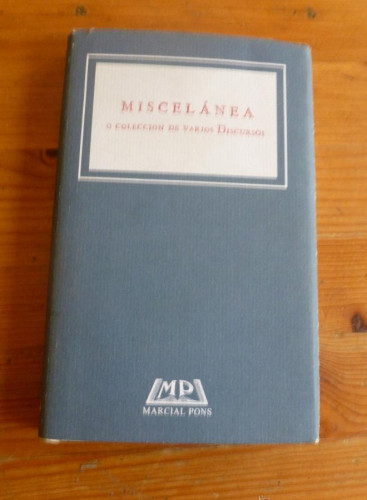 MISCELÁNEA
O COLECCION DE VARIOS DISCURSOS
MP
MARCIAL PONS